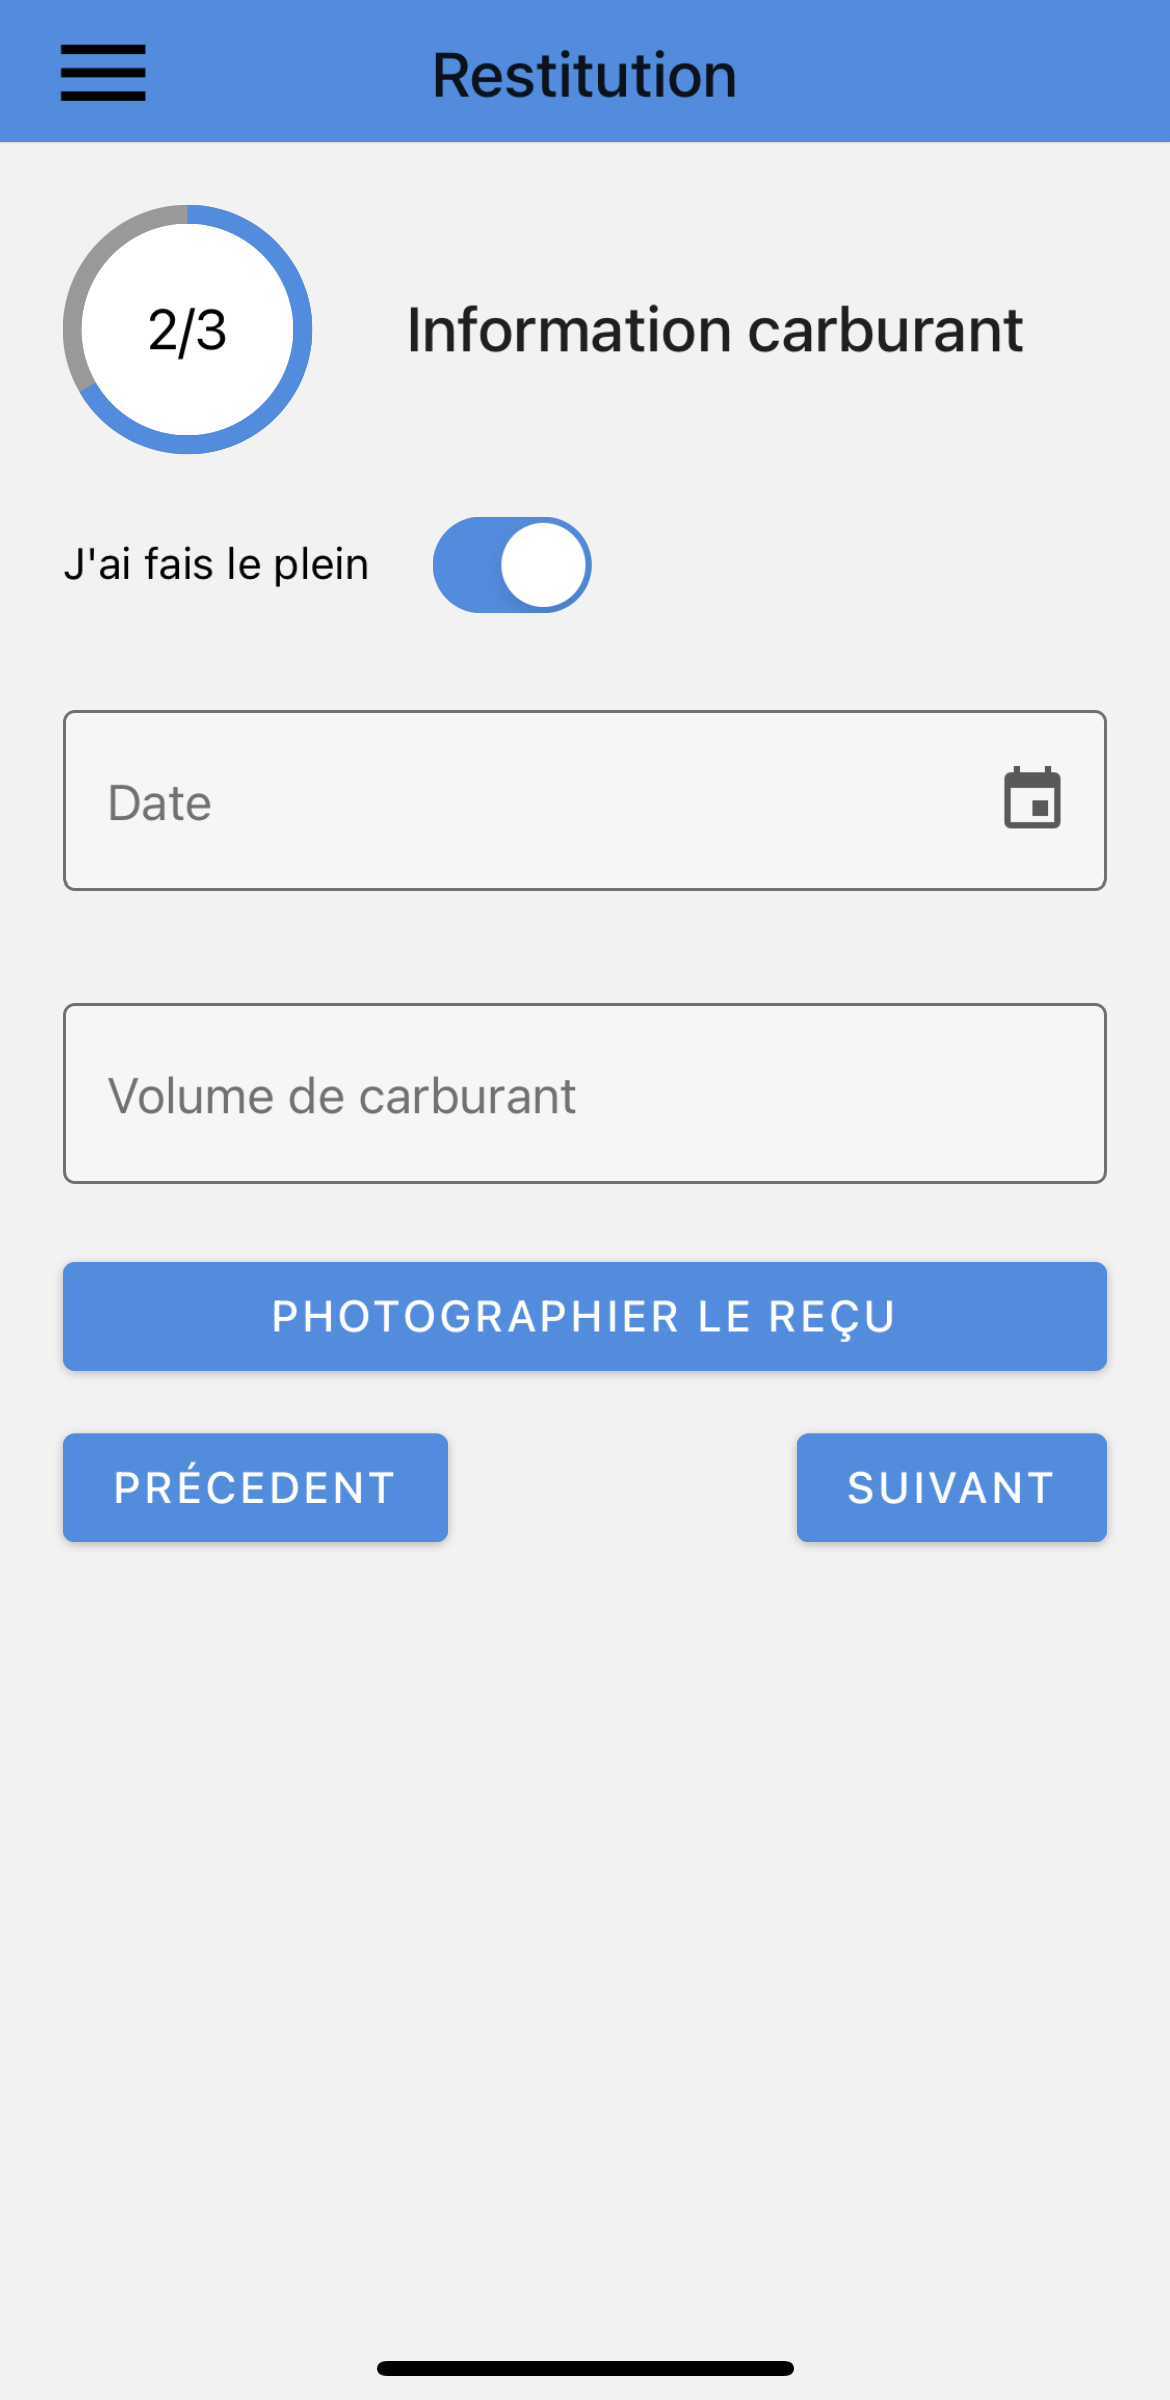 Restitution
2/3
Information carburant
J'ai fais le plein
Date
Volume de carburant
PHOTOGRAPHIER LE REÇU
PRÉCEDENT
SUIVANT